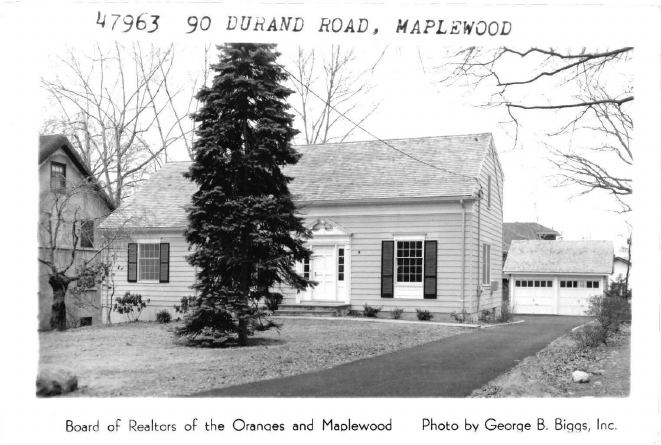 47963 90 DURAND ROAD, MAPLEWOOD
Board of Realtors of the Oranges and Maplewood Photo by George B. Biggs, Inc.